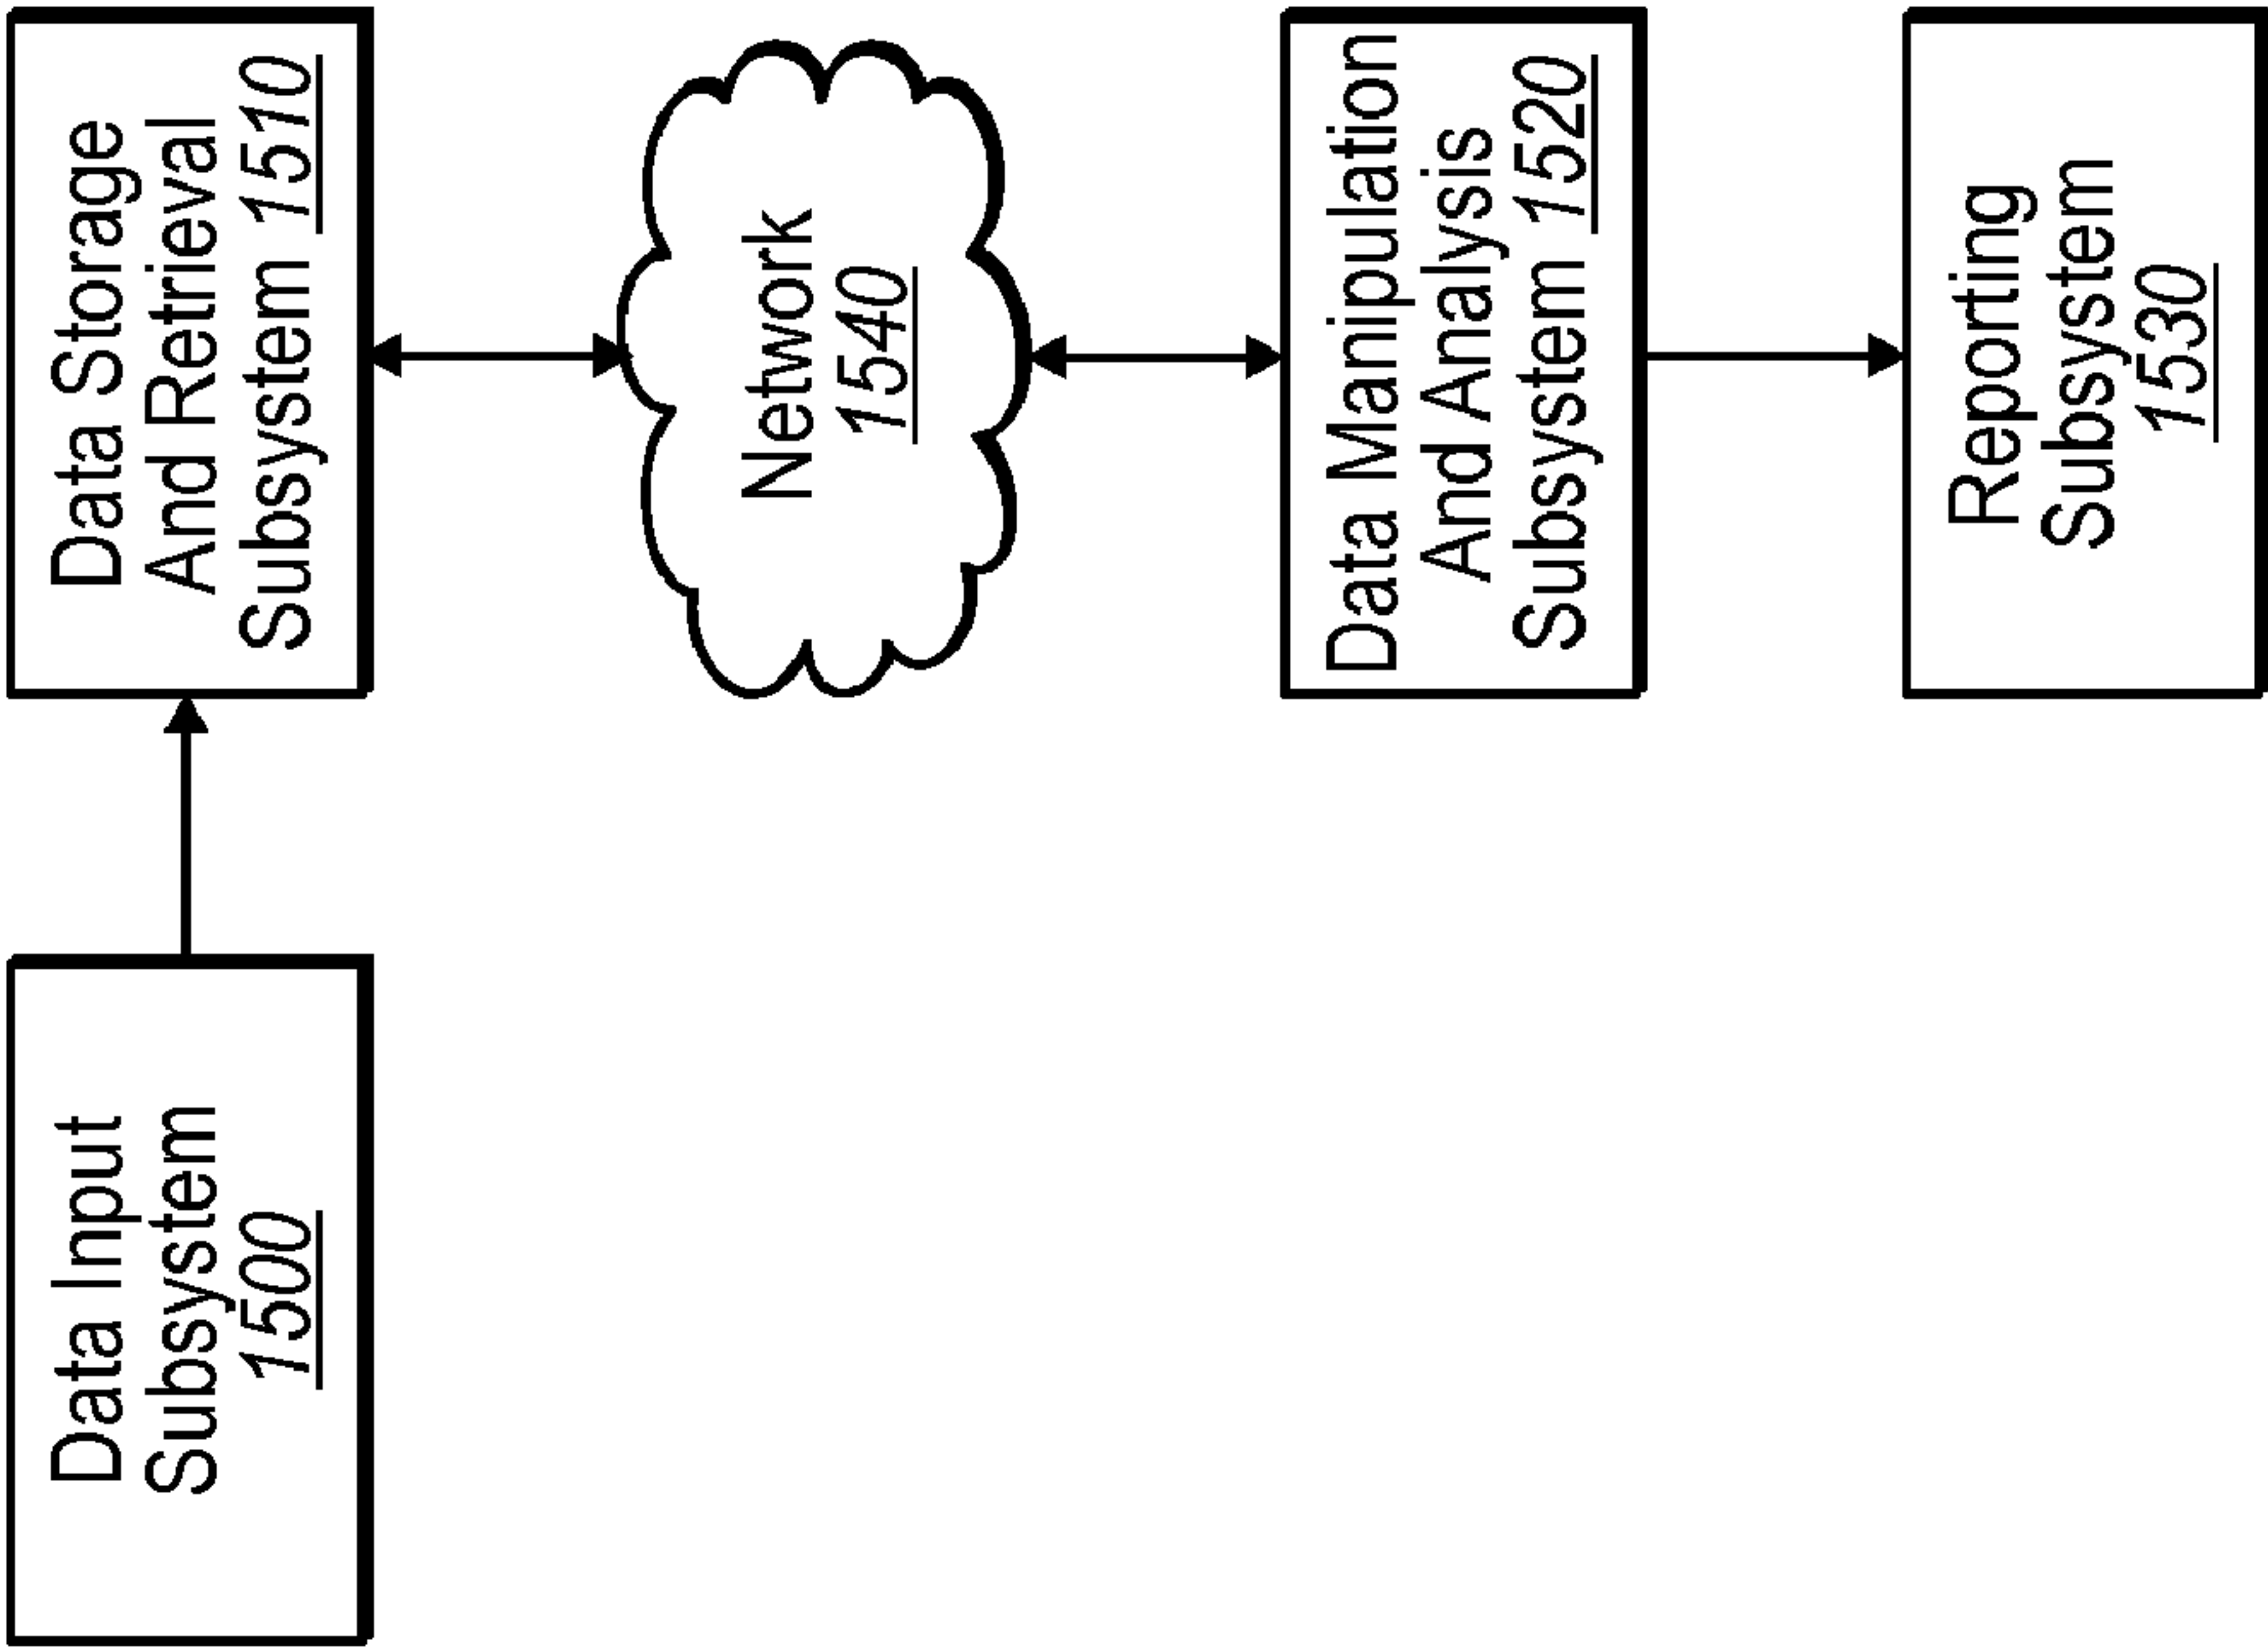 Data Input
Subsystem
1500
Data Storage
And Retrieval
Subsystem 1510
Network
1540
Data Manipulation
And Analysis
Subsystem 1520
Reporting
Subsystem
1530